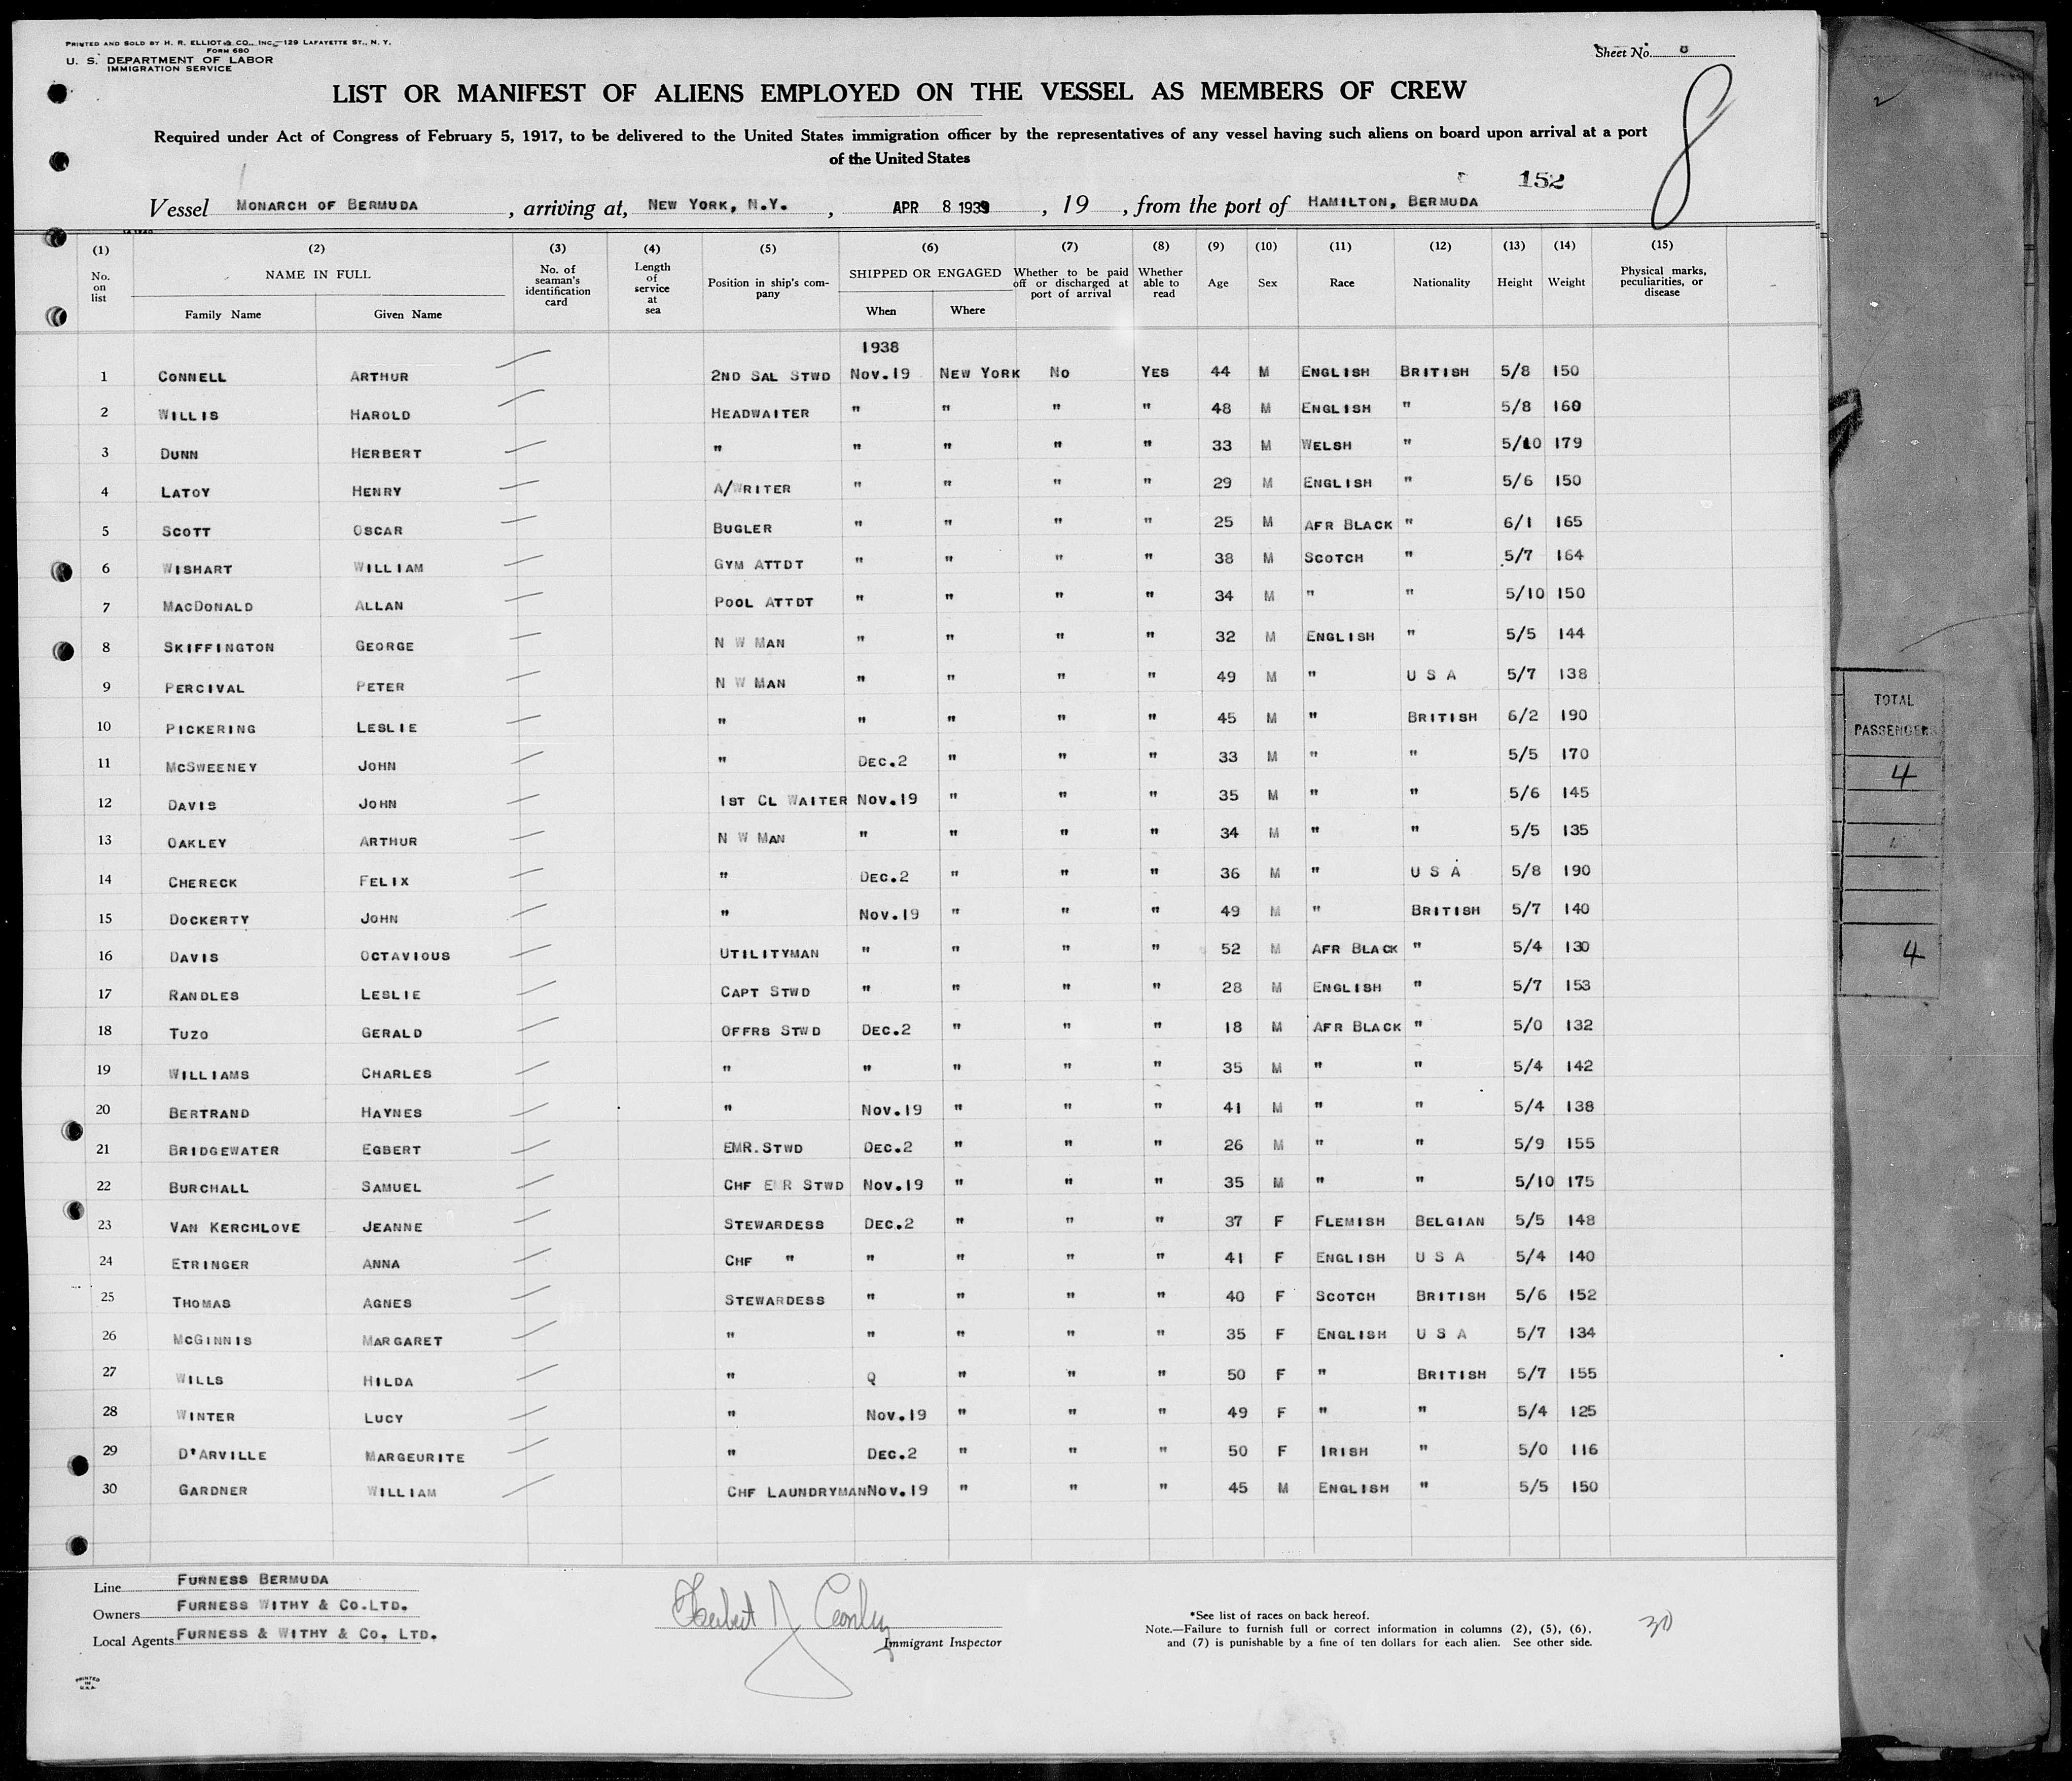 PRINTED AND SOLD BY H. R. ELLIOT & CO., INC., 129 LAFAYETTE ST., N. Y.
FORM 680
U. S. DEPARTMENT OF LABOR
IMMIGRATION SERVICE
Sheet No. 8
8
LIST OR MANIFEST OF ALIENS EMPLOYED ON THE VESSEL AS MEMBERS OF CREW
Required under Act of Congress of February 5, 1917, to be delivered to the United States immigration officer by the representatives of any vessel having such aliens on board upon arrival at a port
of the United States
152
Vessel MONARCH OF BERMUDA, arriving at, NEW YORK, N.Y., APR 8 1939, 19 , from the port of HAMILTON, BERMUDA
(1) (2) (3) (4) (5) (6) (7) (8) (9) (10) (11) (12) (13) (14) (15)
No. on list NAME IN FULL Family Name Given Name No. of seaman's identification card Length of service at sea Position in ship's company SHIPPED OR ENGAGED When Where Whether to be paid off or discharged at port of arrival Whether able to read Age Sex Race Nationality Height Weight Physical marks, peculiarities, or disease
1938
1 CONNELL ARTHUR 2ND SAL STWD NOV.19 NEW YORK NO YES 44 M ENGLISH BRITISH 5/8 150
2 WILLIS HAROLD HEADWAITER " " " " 48 M ENGLISH " 5/8 160
3 DUNN HERBERT " " " " " 33 M WELSH " 5/10 179
4 LATOY HENRY A/WRITER " " " " 29 M ENGLISH " 5/6 150
5 SCOTT OSCAR BUGLER " " " " 25 M AFR BLACK " 6/1 165
6 WISHART WILLIAM GYM ATTDT " " " " 38 M SCOTCH " 5/7 164
7 MACDONALD ALLAN POOL ATTDT " " " " 34 M " " 5/10 150
8 SKIFFINGTON GEORGE N W MAN " " " " 32 M ENGLISH " 5/5 144
9 PERCIVAL PETER N W MAN " " " " 49 M " U S A 5/7 138
10 PICKERING LESLIE " " " " " 45 M " BRITISH 6/2 190
11 MCSWEENEY JOHN " DEC.2 " " " 33 M " " 5/5 170
12 DAVIS JOHN 1ST CL WAITER NOV.19 " " " 35 M " " 5/6 145
13 OAKLEY ARTHUR N W MAN " " " " 34 M " " 5/5 135
14 CHERECK FELIX " DEC.2 " " " 36 M " U S A 5/8 190
15 DOCKERTY JOHN " NOV.19 " " " 49 M " BRITISH 5/7 140
16 DAVIS OCTAVIOUS UTILITYMAN " " " " 52 M AFR BLACK " 5/4 130
17 RANDLES LESLIE CAPT STWD " " " " 28 M ENGLISH " 5/7 153
18 TUZO GERALD OFFRS STWD DEC.2 " " " 18 M AFR BLACK " 5/0 132
19 WILLIAMS CHARLES " " " " " 35 M " " 5/4 142
20 BERTRAND HAYNES " NOV.19 " " " 41 M " " 5/4 138
21 BRIDGEWATER EGBERT EMR.STWD DEC.2 " " " 26 M " " 5/9 155
22 BURCHALL SAMUEL CHF EMR STWD NOV.19 " " " 35 M " " 5/10 175
23 VAN KERCHLOVE JEANNE STEWARDESS DEC.2 " " " 37 F FLEMISH BELGIAN 5/5 148
24 ETRINGER ANNA CHF " " " " " 41 F ENGLISH U S A 5/4 140
25 THOMAS AGNES STEWARDESS " " " " 40 F SCOTCH BRITISH 5/6 152
26 MCGINNIS MARGARET " " " " " 35 F ENGLISH U S A 5/7 134
27 WILLS HILDA " Q " " " 50 F " BRITISH 5/7 155
28 WINTER LUCY " NOV.19 " " " 49 F " " 5/4 125
29 D'ARVILLE MARGEURITE " DEC.2 " " " 50 F IRISH " 5/0 116
30 GARDNER WILLIAM CHF LAUNDRYMAN NOV.19 " " " 45 M ENGLISH " 5/5 150
Line FURNESS BERMUDA
Owners FURNESS WITHY & CO.LTD.
Local Agents FURNESS & WITHY & CO, LTD.
Herbert J Conley
Immigrant Inspector
*See list of races on back hereof.
Note.—Failure to furnish full or correct information in columns (2), (5), (6),
and (7) is punishable by a fine of ten dollars for each alien. See other side.
30
PRINTED IN U.S.A.
TOTAL
PASSENGERS
4
4